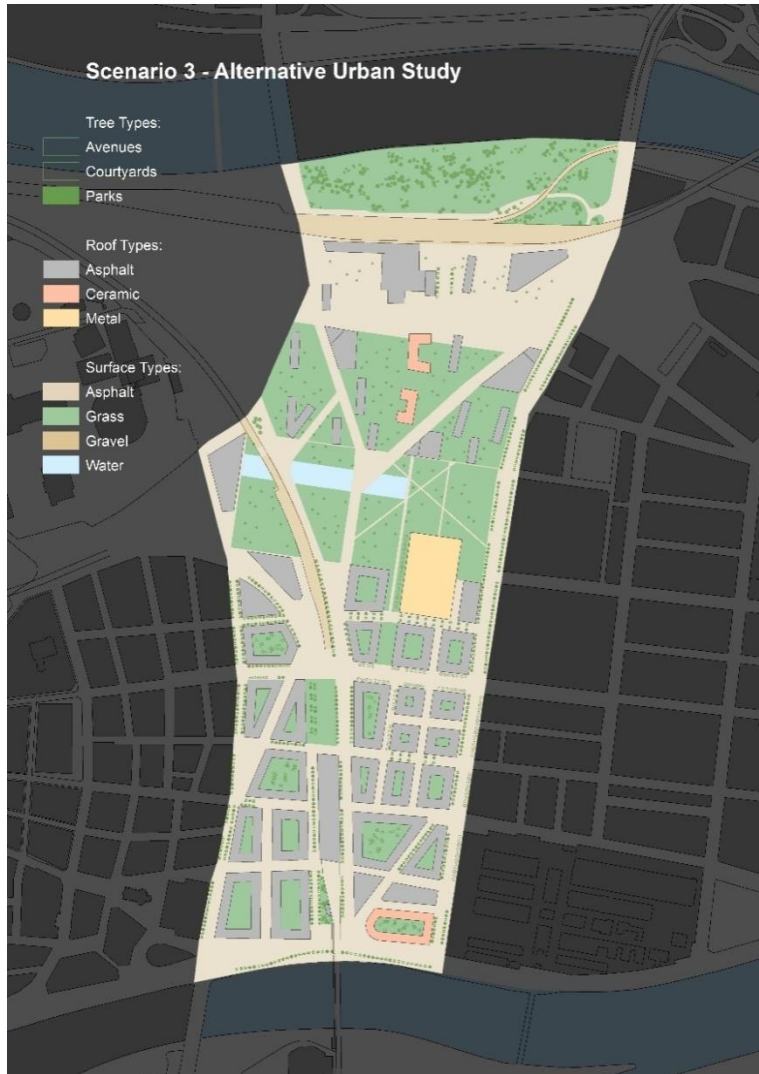 Scenario 3 - Alternative Urban Study
Tree Types:
Avenues
Courtyards
Parks
Roof Types:
Asphalt
Ceramic
Metal
Surface Types:
Asphalt
Grass
Gravel
Water